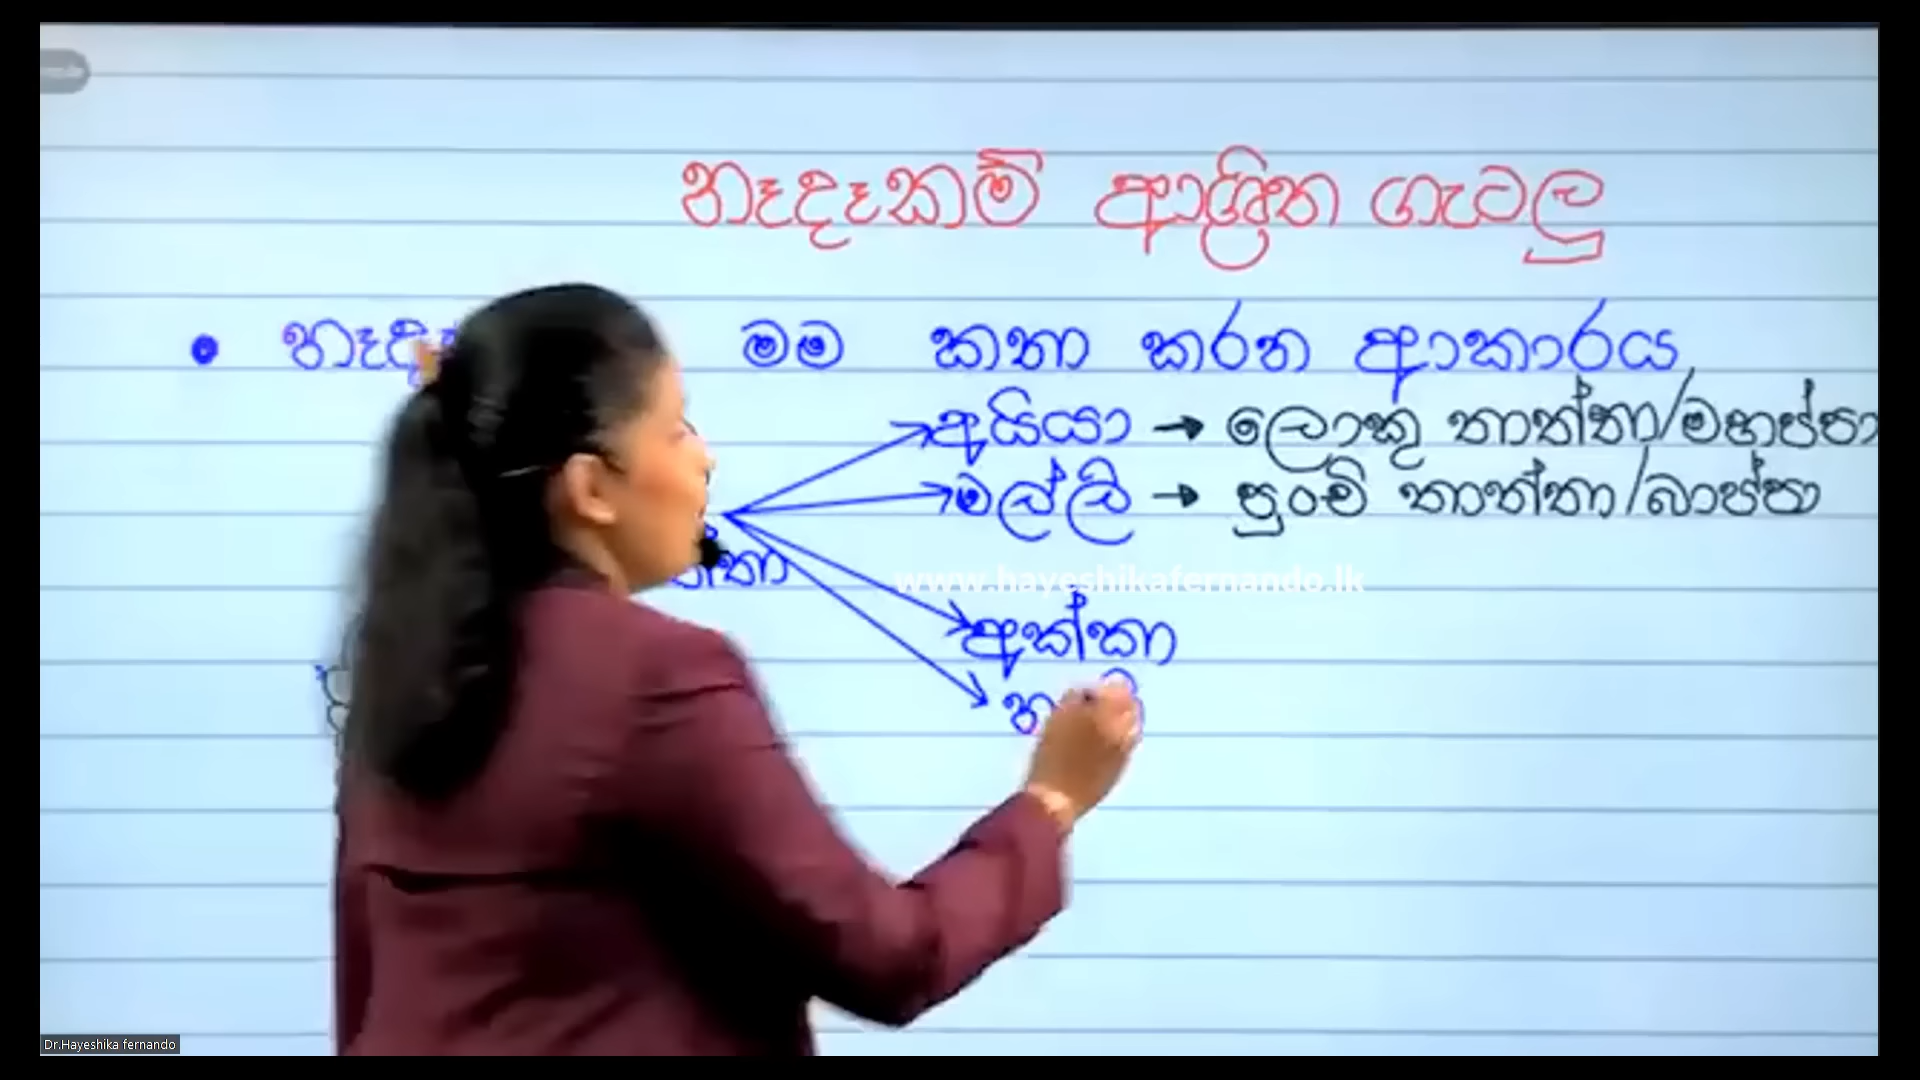 නෑදෑකම් ආශ්‍රිත ගැටලු
• මම කතා කරන ආකාරය
අයියා → ලොකු තාත්තා/මහප්පා
මල්ලි → පුංචි තාත්තා/බාප්පා
www.hayeshikafernando.lk
අක්කා
Dr.Hayeshika fernando